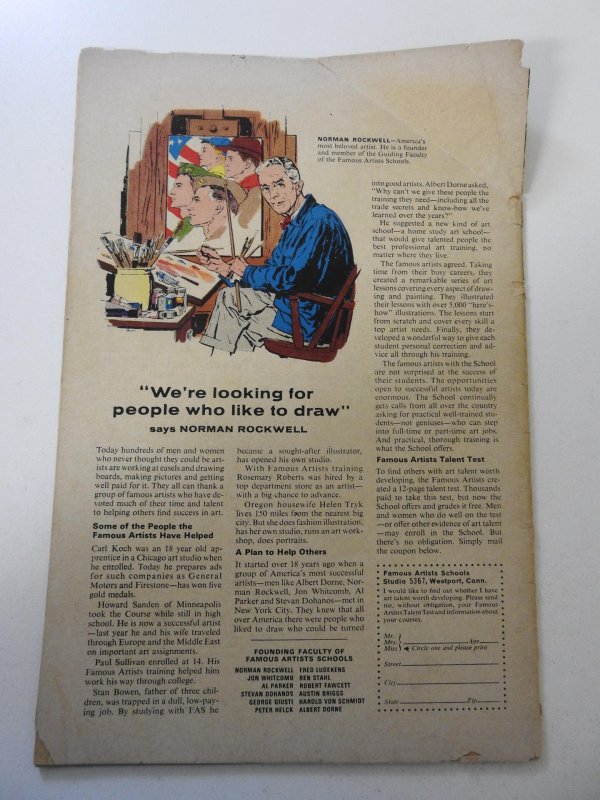 NORMAN ROCKWELL—America's
most beloved artist. He is a founder
and member of the Guiding Faculty
of the Famous Artists Schools.
"We're looking for
people who like to draw"
says NORMAN ROCKWELL
Today hundreds of men and women
who never thought they could be art-
ists are working at easels and drawing
boards, making pictures and getting
well paid for it. They all can thank a
group of famous artists who have de-
voted much of their time and talent
to helping others find success in art.
Some of the People the
Famous Artists Have Helped
Carl Koch was an 18 year old ap-
prentice in a Chicago art studio when
he enrolled. Today he prepares ads
for such companies as General
Motors and Firestone—has won five
gold medals.
Howard Sanden of Minneapolis
took the Course while still in high
school. He is now a successful artist
—last year he and his wife traveled
through Europe and the Middle East
on important art assignments.
Paul Sullivan enrolled at 14. His
Famous Artists training helped him
work his way through college.
Stan Bowen, father of three chil-
dren, was trapped in a dull, low-pay-
ing job. By studying with FAS he
became a sought-after illustrator,
has opened his own studio.
With Famous Artists training
Rosemary Roberts was hired by a
top department store as an artist—
with a big chance to advance.
Oregon housewife Helen Tryk
lives 150 miles from the nearest big
city. But she does fashion illustration,
has her own studio, runs an art work-
shop, does portraits.
A Plan to Help Others
It started over 18 years ago when a
group of America's most successful
artists—men like Albert Dorne, Nor-
man Rockwell, Jon Whitcomb, Al
Parker and Stevan Dohanos—met in
New York City. They knew that all
over America there were people who
liked to draw who could be turned
into good artists. Albert Dorne asked,
"Why can't we give these people the
training they need—including all the
trade secrets and know-how we've
learned over the years?"
He suggested a new kind of art
school—a home study art school—
that would give talented people the
best professional art training, no
matter where they live.
The famous artists agreed. Taking
time from their busy careers, they
created a remarkable series of art
lessons covering every aspect of draw-
ing and painting. They illustrated
their lessons with over 5,000 "here's-
how" illustrations. The lessons start
from scratch and cover every skill a
top artist needs. Finally, they de-
veloped a wonderful way to give each
student personal correction and ad-
vice all through his training.
The famous artists with the School
are not surprised at the success of
their students. The opportunities
open to successful artists today are
enormous. The School continually
gets calls from all over the country
asking for practical well-trained stu-
dents—not geniuses—who can step
into full-time or part-time art jobs.
And practical, thorough training is
what the School offers.
Famous Artists Talent Test
To find others with art talent worth
developing, the Famous Artists cre-
ated a 12-page talent test. Thousands
paid to take this test, but now the
School offers and grades it free. Men
and women who do well on the test
—or offer other evidence of art talent
—may enroll in the School. But
there's no obligation. Simply mail
the coupon below.
FOUNDING FACULTY OF
FAMOUS ARTISTS SCHOOLS
NORMAN ROCKWELL FRED LUDEKENS
JON WHITCOMB BEN STAHL
AL PARKER ROBERT FAWCETT
STEVAN DOHANOS AUSTIN BRIGGS
GEORGE GIUSTI HAROLD VON SCHMIDT
PETER HELCK ALBERT DORNE
Famous Artists Schools
Studio 5367, Westport, Conn.
I would like to find out whether I have
art talent worth developing. Please send
me, without obligation, your Famous
Artists Talent Test and information about
your courses.
Mr.
Mrs. Age
Miss Circle one and please print
Street
City
State Zip